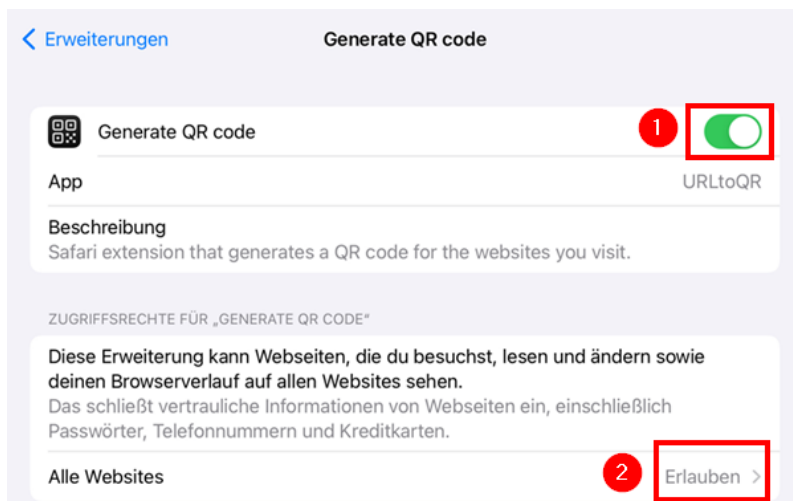 Erweiterungen
Generate QR code
Generate QR code
1
App
URLtoQR
Beschreibung
Safari extension that generates a QR code for the websites you visit.
ZUGRIFFSRECHTE FÜR „GENERATE QR CODE“
Diese Erweiterung kann Webseiten, die du besuchst, lesen und ändern sowie
deinen Browserverlauf auf allen Websites sehen.
Das schließt vertrauliche Informationen von Webseiten ein, einschließlich
Passwörter, Telefonnummern und Kreditkarten.
Alle Websites
2
Erlauben